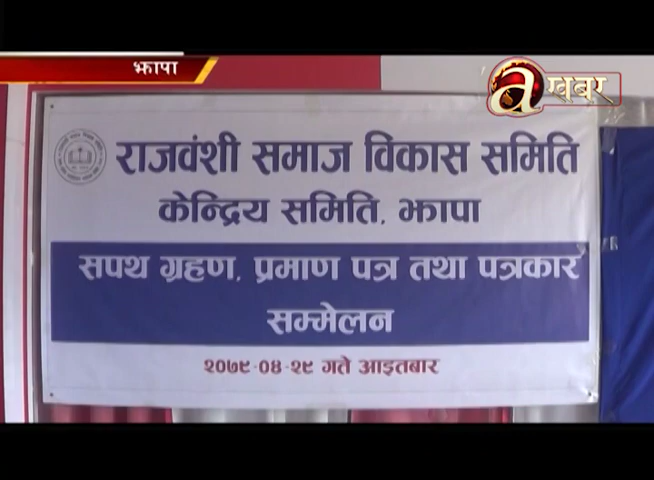 झापा
a खबर
राजवंशी समाज विकास समिति
केन्द्रिय समिति, झापा
सपथ ग्रहण, प्रमाण पत्र तथा पत्रकार
सम्मेलन
२०७९-०४-२९ गते आइतबार